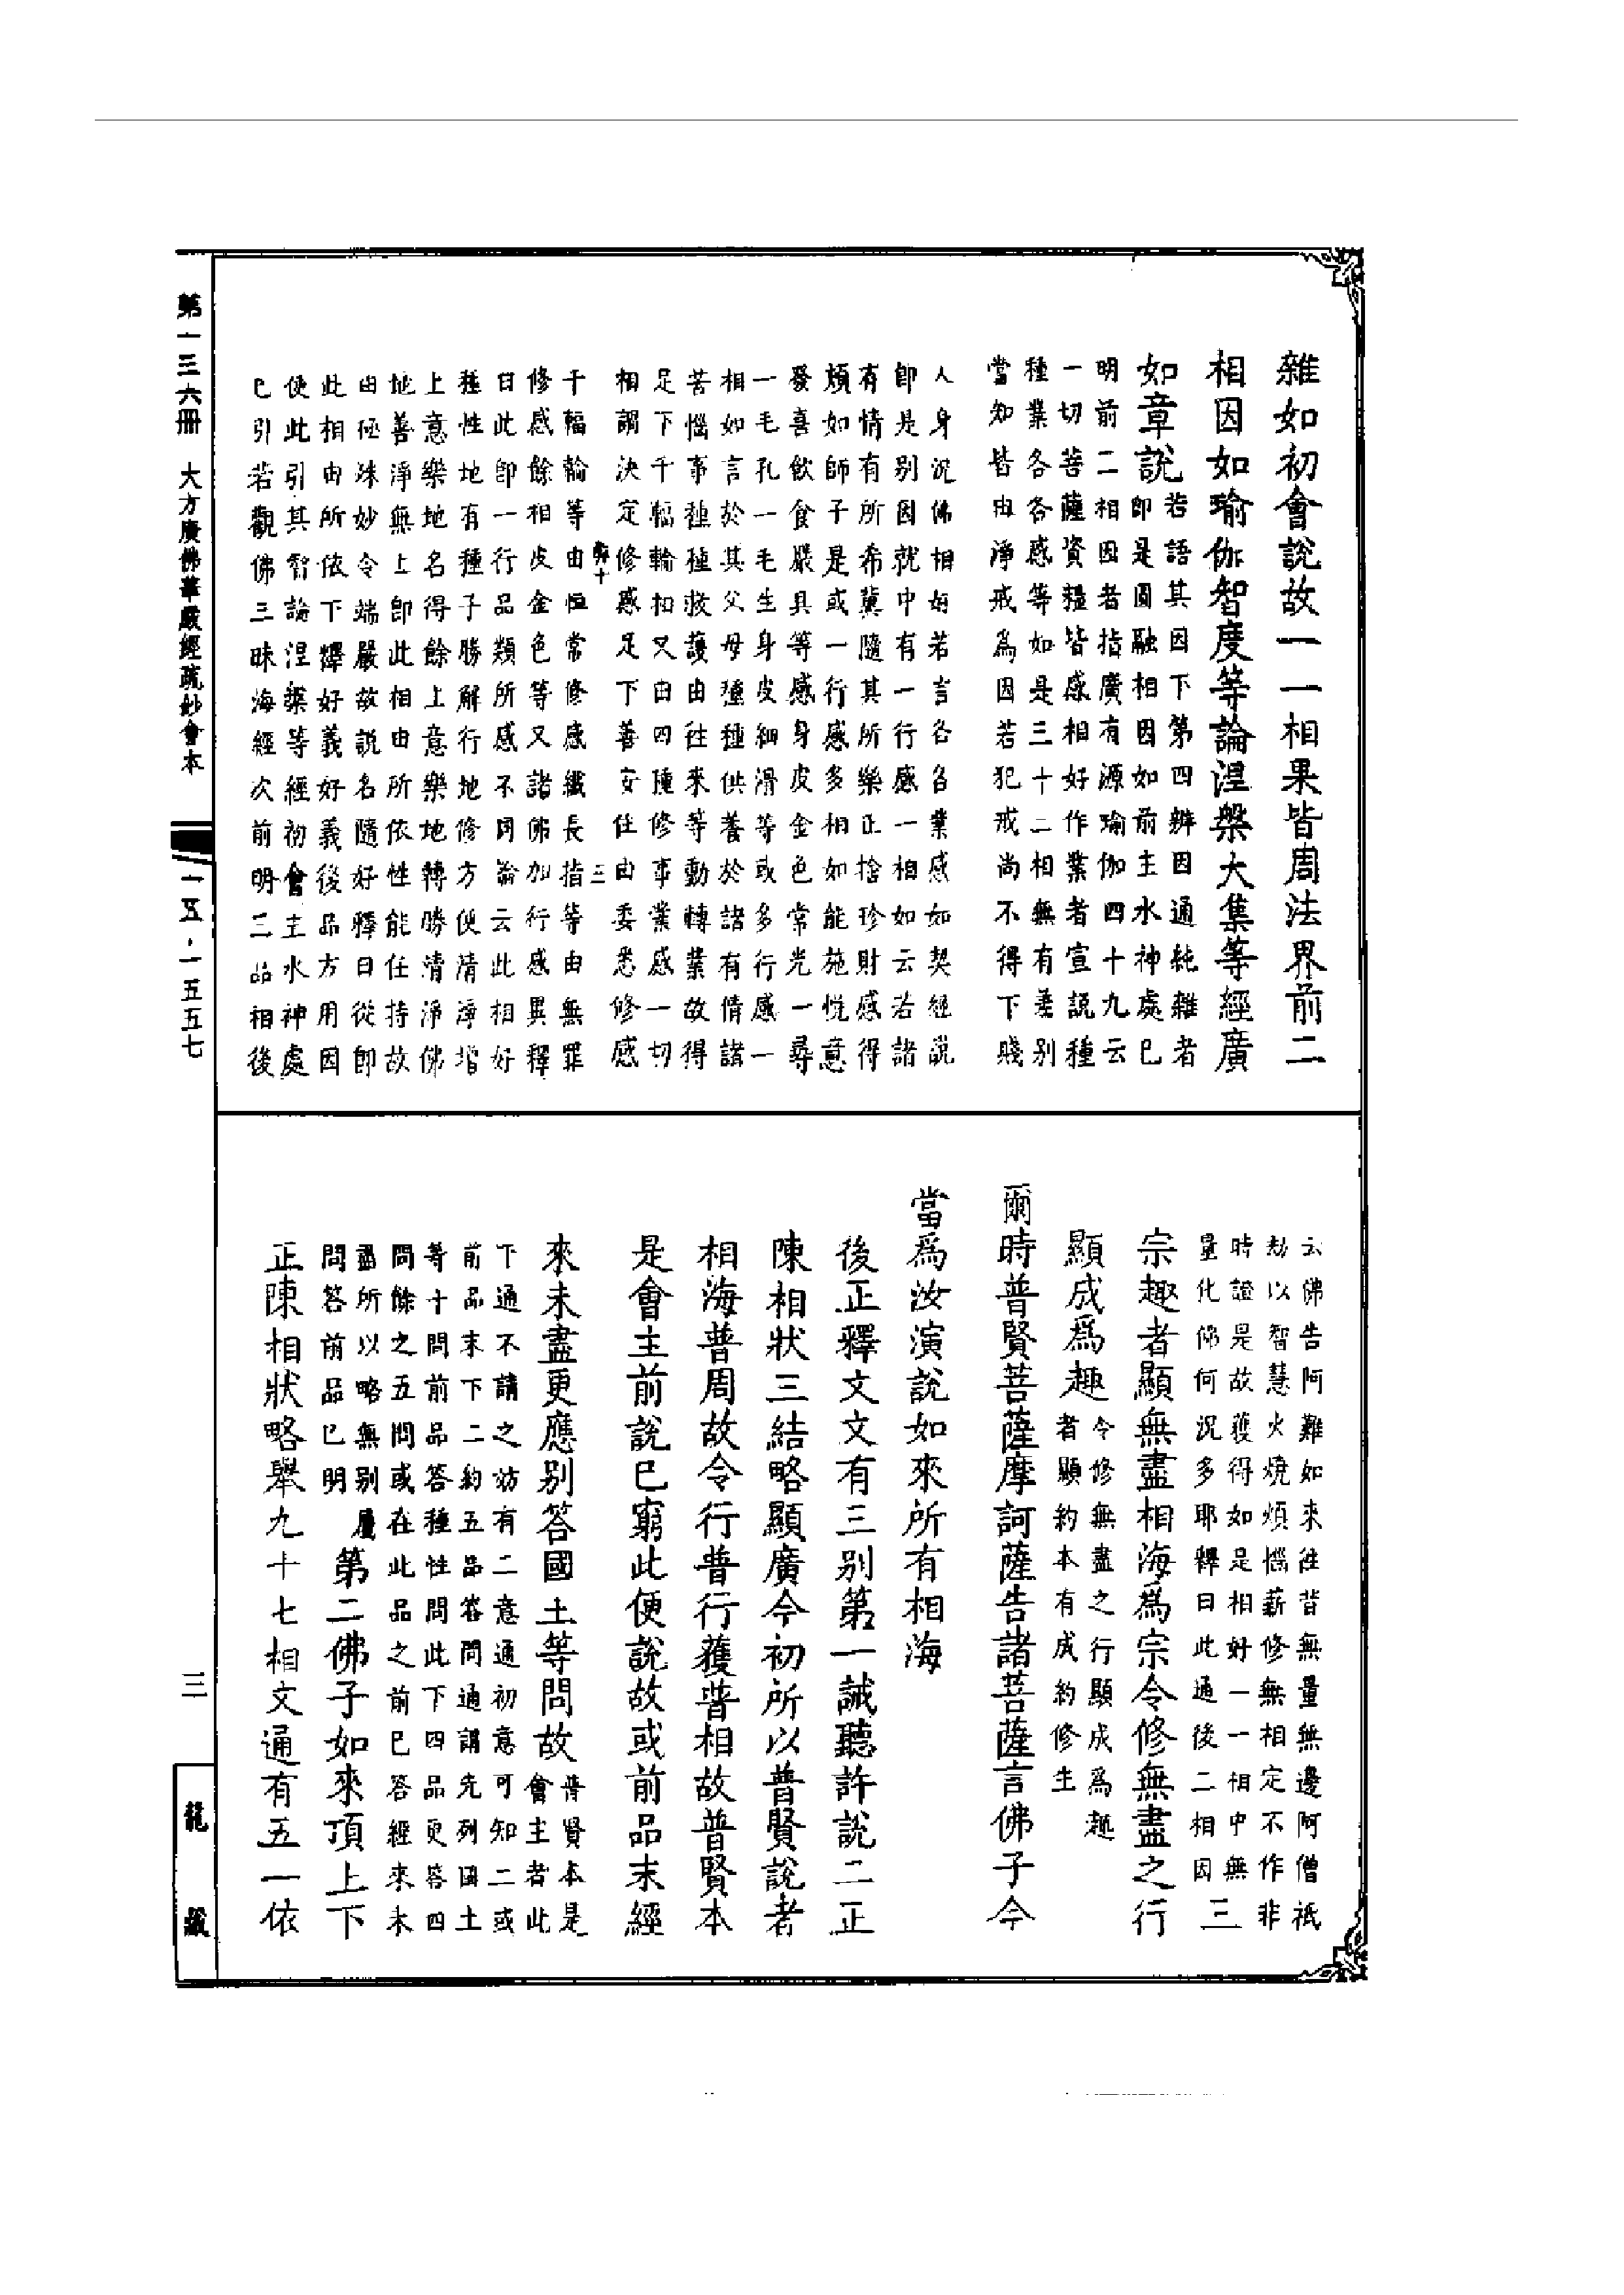 雜如初會說故一一相果皆周法界前二
相因如瑜伽智度等論涅槃大集等經廣
如章說若語其因下第四辨因通純雜者
即是圓融相因如前主水神處已
明前二相因者指廣有源瑜伽四十九云
一切菩薩資糧皆感相好作業者宣說種
種業各各感等如是三十二相無有差別
當知皆由淨戒為因若犯戒尚不得下賤
人身況佛相好若言各各業感如契經說
即是別因就中有一行感一相如云若諸
有情有所希冀隨其所樂正捨珍財感得
頻如師子是或一行感多相如能施悅意
發喜飲食嚴具等感身皮金色常光一尋
一毛孔一毛生身皮細滑等或多行感一
相如言於其父母種種供養於諸有情諸
苦惱事種種救護由往來等動轉業故得
足下千輻輪相又由四種修事業感一切
相謂決定修感足下善安住由委悉修感
千輻輪等由恒常修感纖長指等由無罪
修感餘相皮金色等又諸佛加行感異釋
曰此即一行品類所感不同論云此相好
種性地有種子勝解行地修方便清淨增
上意樂地名得餘上意樂地轉勝清淨佛
地善淨無上即此相由所依性能任持故
由極殊妙令端嚴故說名隨好釋曰從即
此相由所依下釋好義好義後品方用因
便此引其智論涅槃等經初會主水神處
已引若觀佛三昧海經次前明三品相後
云佛告阿難如來往昔無量無邊阿僧祇
劫以智慧火燒煩惱薪修無相定不作非
時證是故獲得如是相好一一相中無
量化佛何況多耶釋曰此通後二相因三
宗趣者顯無盡相海為宗令修無盡之行
顯成為趣令修無盡之行顯成為趣
者顯約本有成約修生
爾時普賢菩薩摩訶薩告諸菩薩言佛子今
當為汝演說如來所有相海
後正釋文文有三別第一誡聽許說二正
陳相狀三結略顯廣今初所以普賢說者
相海普周故令行普行獲普相故普賢本
是會主前說已窮此便說故或前品末經
來未盡更應別答國土等問故普賢本是
會主者此
下通不請之妨有二意通初意可知二或
前品末下二約五品答問通謂先列國土
等十問前品答種性問此下四品更答四
問餘之五問或在此品之前已答經來未
盡所以略無別
問答前品已明第二佛子如來頂上下
正陳相狀略舉九十七相文通有五一依
第一三六冊 大方廣佛華嚴經疏鈔會本 一五·一五五七
三
龍藏